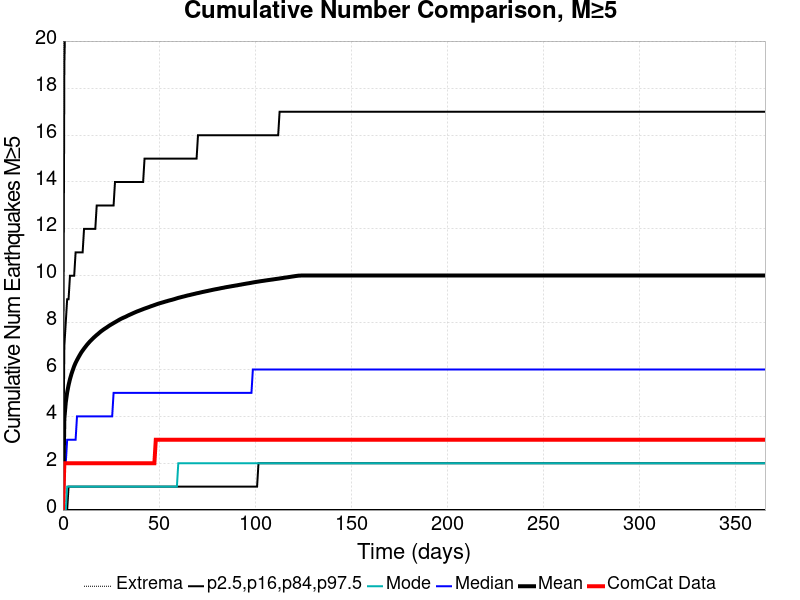 Cumulative Number Comparison, M≥5
Cumulative Num Earthquakes M≥5
20
18
16
14
12
10
8
6
4
2
0
0 50 100 150 200 250 300 350
Time (days)
Extrema p2.5,p16,p84,p97.5 Mode Median Mean ComCat Data